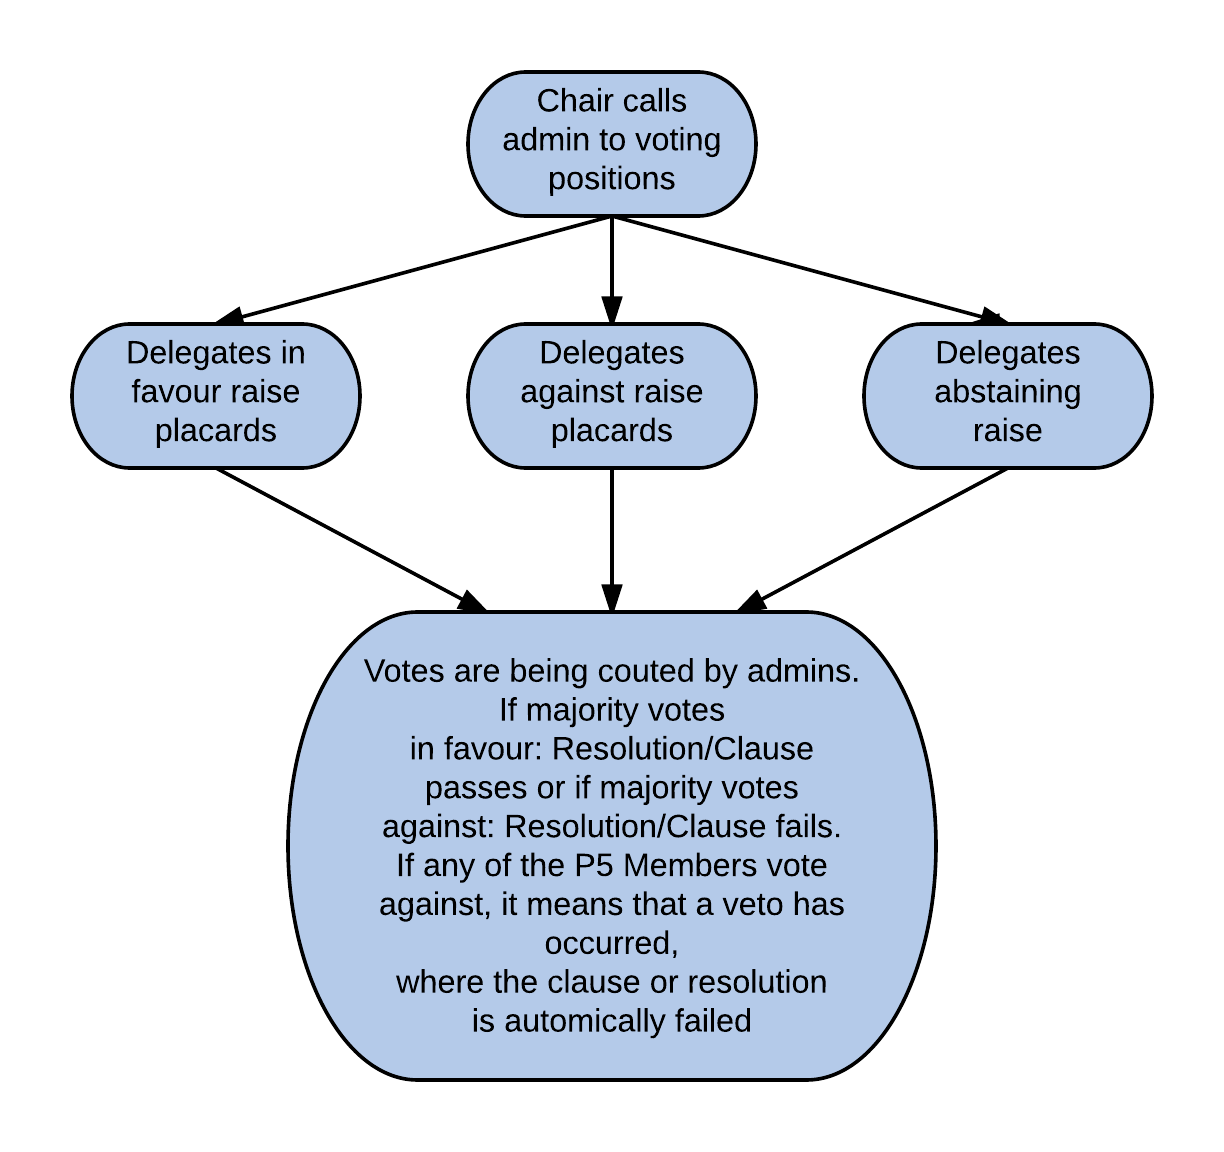 Chair calls
admin to voting
positions
Delegates in
favour raise
placards
Delegates
against raise
placards
Delegates
abstaining
raise
Votes are being couted by admins.
If majority votes
in favour: Resolution/Clause
passes or if majority votes
against: Resolution/Clause fails.
If any of the P5 Members vote
against, it means that a veto has
occurred,
where the clause or resolution
is automically failed